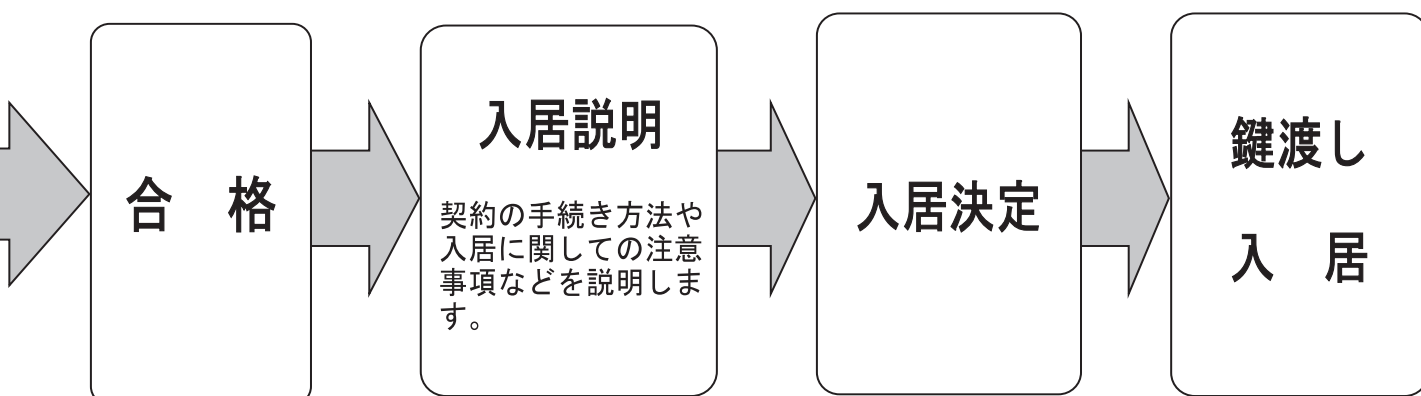 合　格
入居説明
契約の手続き方法や
入居に関しての注意
事項などを説明しま
す。
入居決定
鍵渡し
入　居